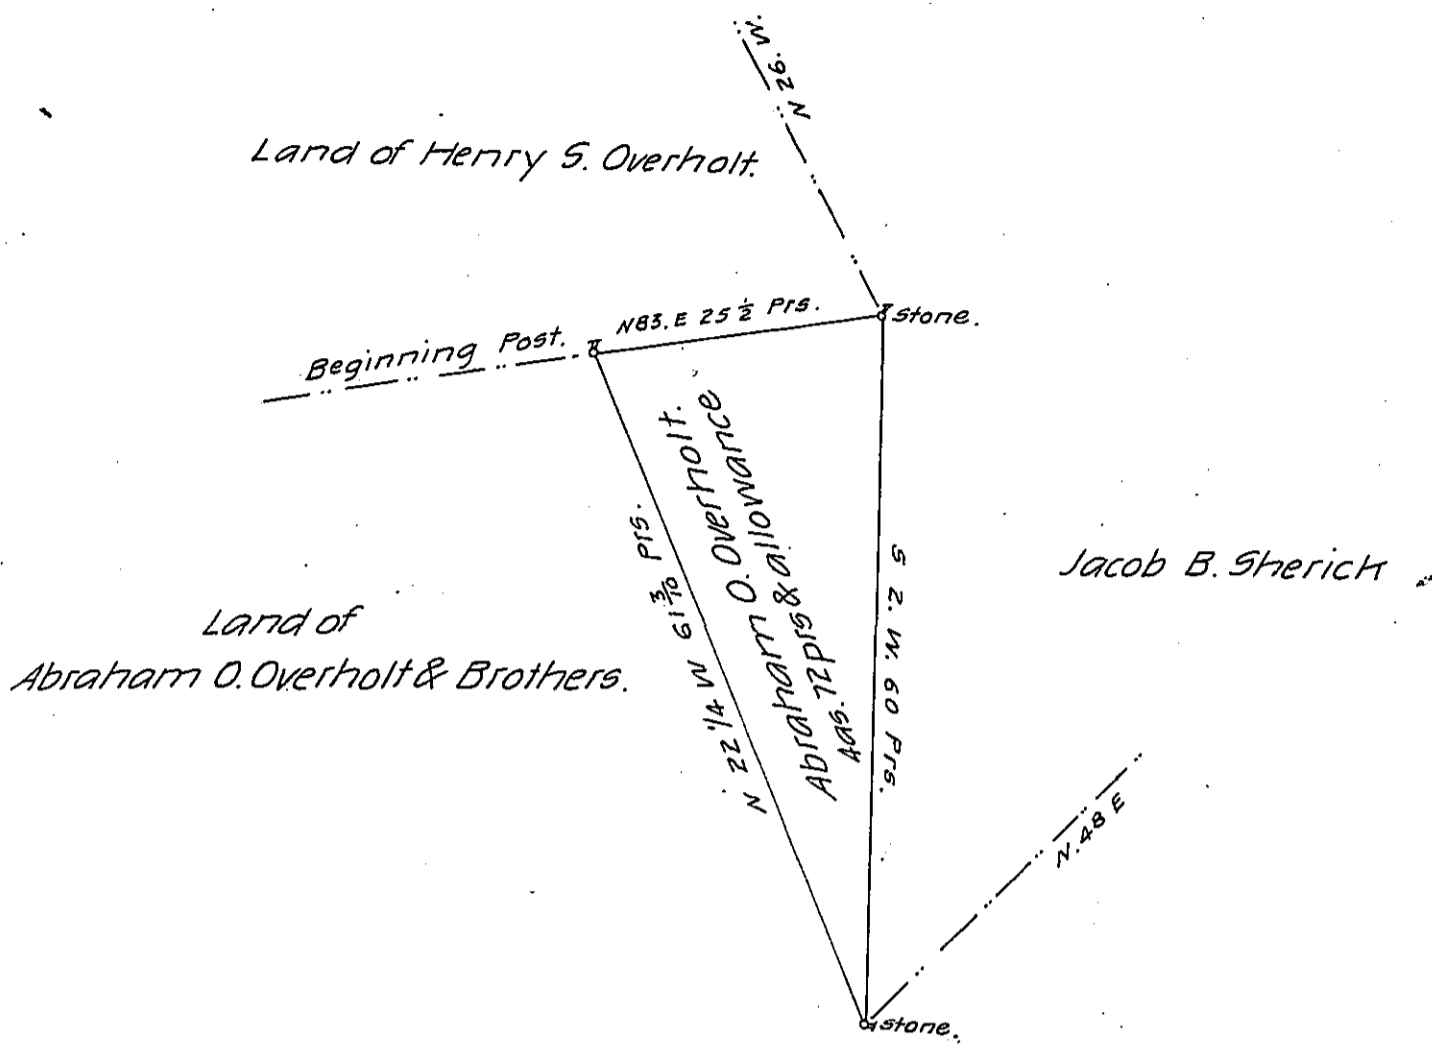 N 26. W.
Land of Henry S. Overholt.
N83. E 25 1/2 Prs.
Stone.
Beginning Post.
Abraham O. Overholt.
4as. 72 prs & allowance
N 22 1/4 W 61 3/10 Prs.
S 2. W. 60 Prs.
Jacob B. Sherick
Land of
Abraham O. Overholt & Brothers.
N. 48 E
Stone.